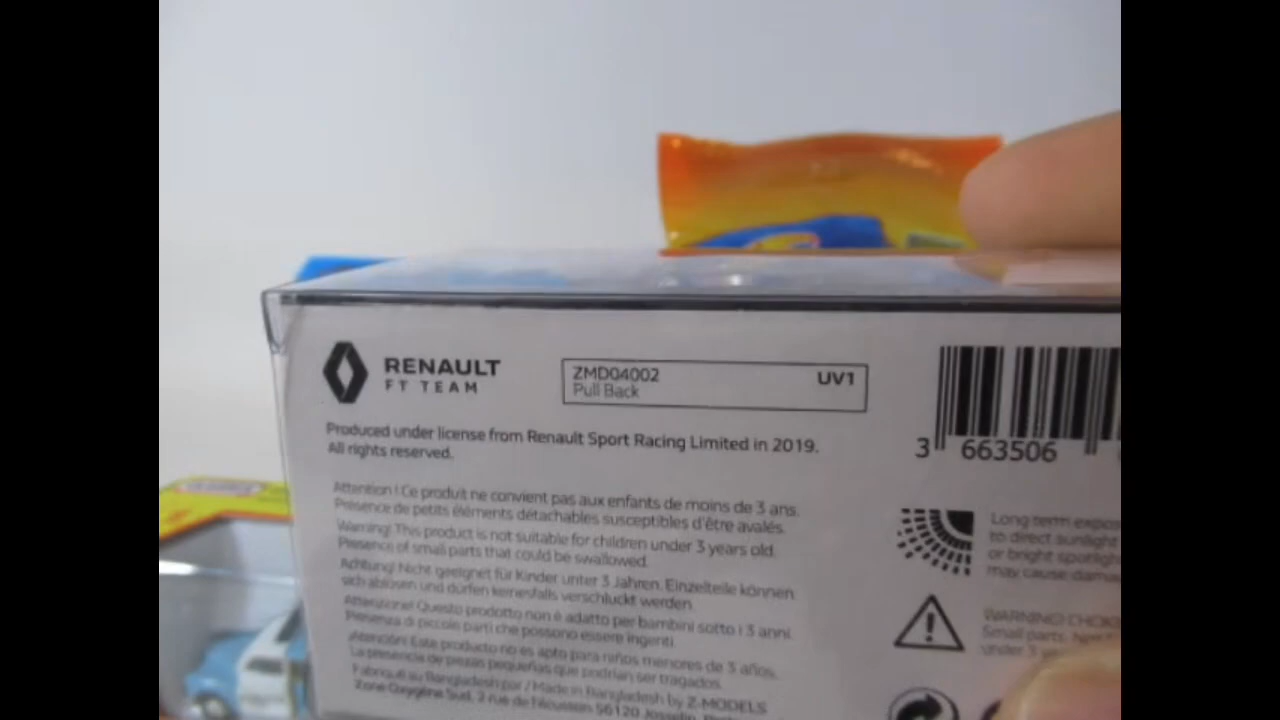 RENAULT
FT TEAM
ZMD04002
UV1
Pull Back
Produced under license from Renault Sport Racing Limited in 2019.
All rights reserved.
3 663506
Attention ! Ce produit ne convient pas aux enfants de moins de 3 ans.
Présence de petits éléments détachables susceptibles d'être avalés.
Warning! This product is not suitable for children under 3 years old.
Presence of small parts that could be swallowed.
Achtung! Nicht geeignet für Kinder unter 3 Jahren. Einzelteile können
sich ablösen und dürfen keinesfalls verschluckt werden.
Attenzione! Questo prodotto non è adatto per bambini sotto i 3 anni.
Presenza di piccole parti che possono essere ingeriti.
¡Atención! Este producto no es apto para niños menores de 3 años.
La presencia de piezas pequeñas que podrían ser tragados.
Fabriqué au Bangladesh par / Made in Bangladesh by Z-MODELS
Zone Oxygène Sud, 2 rue de 56120 Josselin,
Long term expos
to direct sunlight
or bright spotligh
may cause dama
WARNING! CHOKI
Small parts. Not
under 3